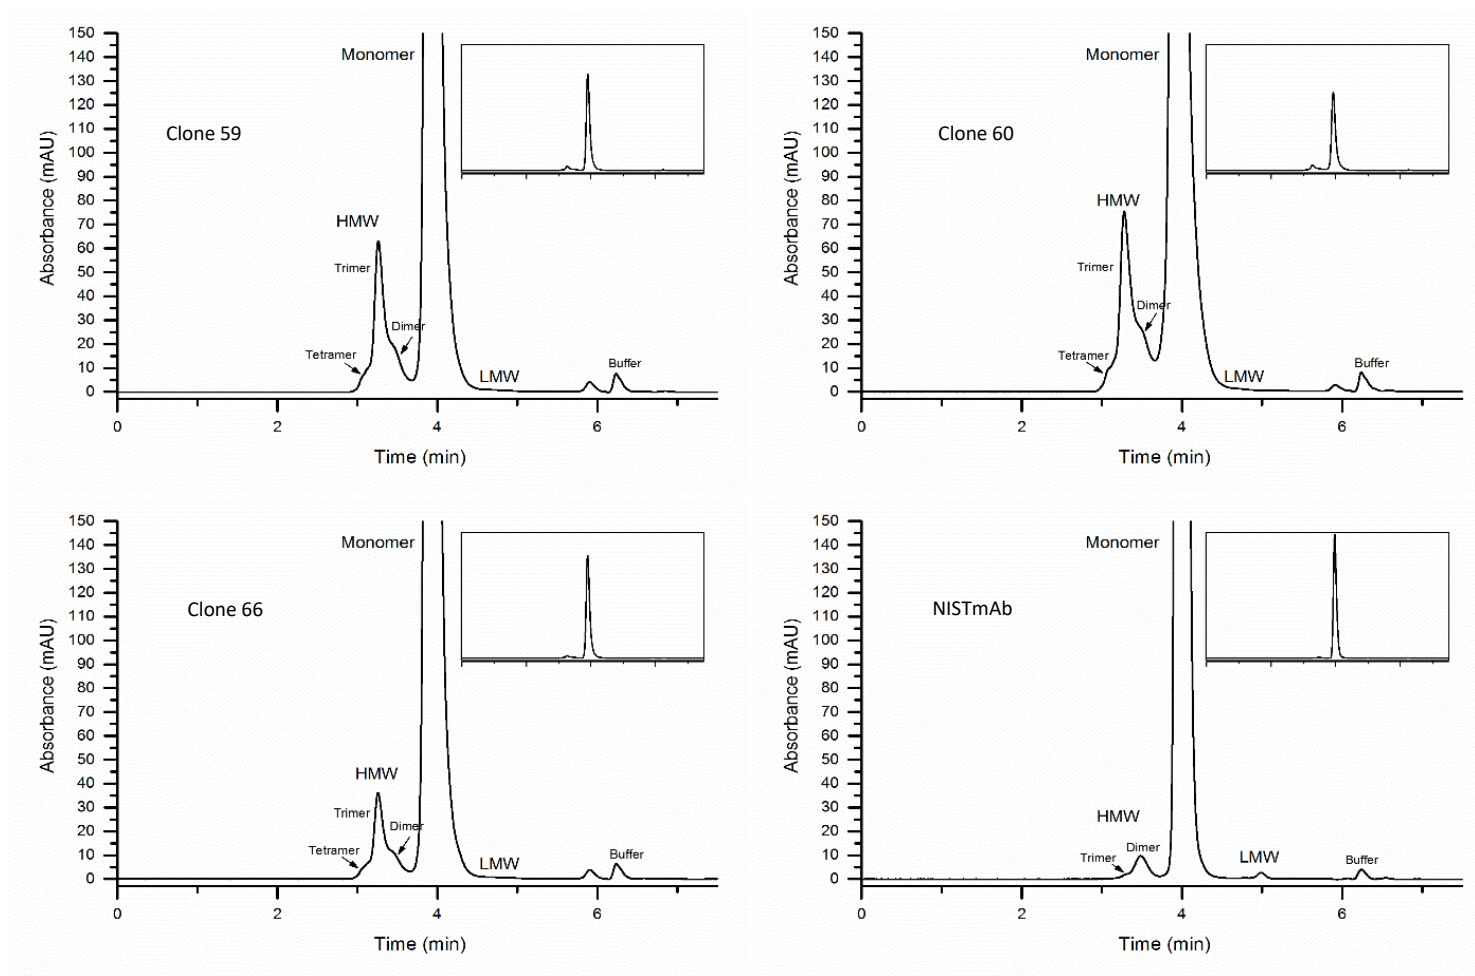 150
140
130
120
110
100
90
80
70
60
50
40
30
20
10
0
Absorbance (mAU)
Monomer
Clone 59
HMW
Trimer
Dimer
Tetramer
LMW
Buffer
0 2 4 6
Time (min)
150
140
130
120
110
100
90
80
70
60
50
40
30
20
10
0
Absorbance (mAU)
Monomer
Clone 60
HMW
Trimer
Dimer
Tetramer
LMW
Buffer
0 2 4 6
Time (min)
150
140
130
120
110
100
90
80
70
60
50
40
30
20
10
0
Absorbance (mAU)
Monomer
Clone 66
HMW
Trimer
Dimer
Tetramer
LMW
Buffer
0 2 4 6
Time (min)
150
140
130
120
110
100
90
80
70
60
50
40
30
20
10
0
Absorbance (mAU)
Monomer
NISTmAb
HMW
Dimer
Trimer
LMW
Buffer
0 2 4 6
Time (min)